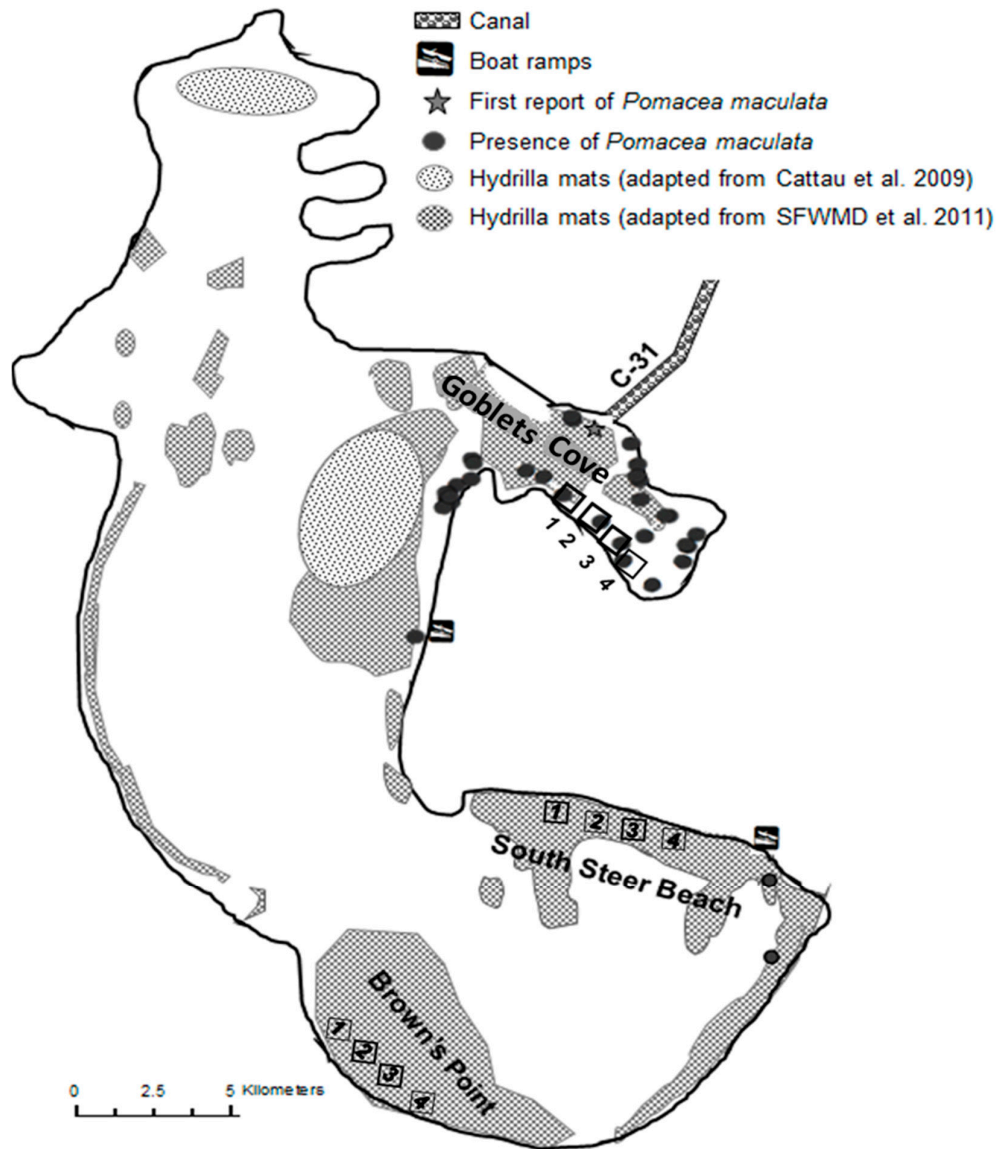 Canal
Boat ramps
First report of Pomacea maculata
Presence of Pomacea maculata
Hydrilla mats (adapted from Cattau et al. 2009)
Hydrilla mats (adapted from SFWMD et al. 2011)
C-31
Goblets Cove
1
2
3
4
1 2 3 4
South Steer Beach
Brown's Point
1
2
3
4
0 2.5 5 Kilometers